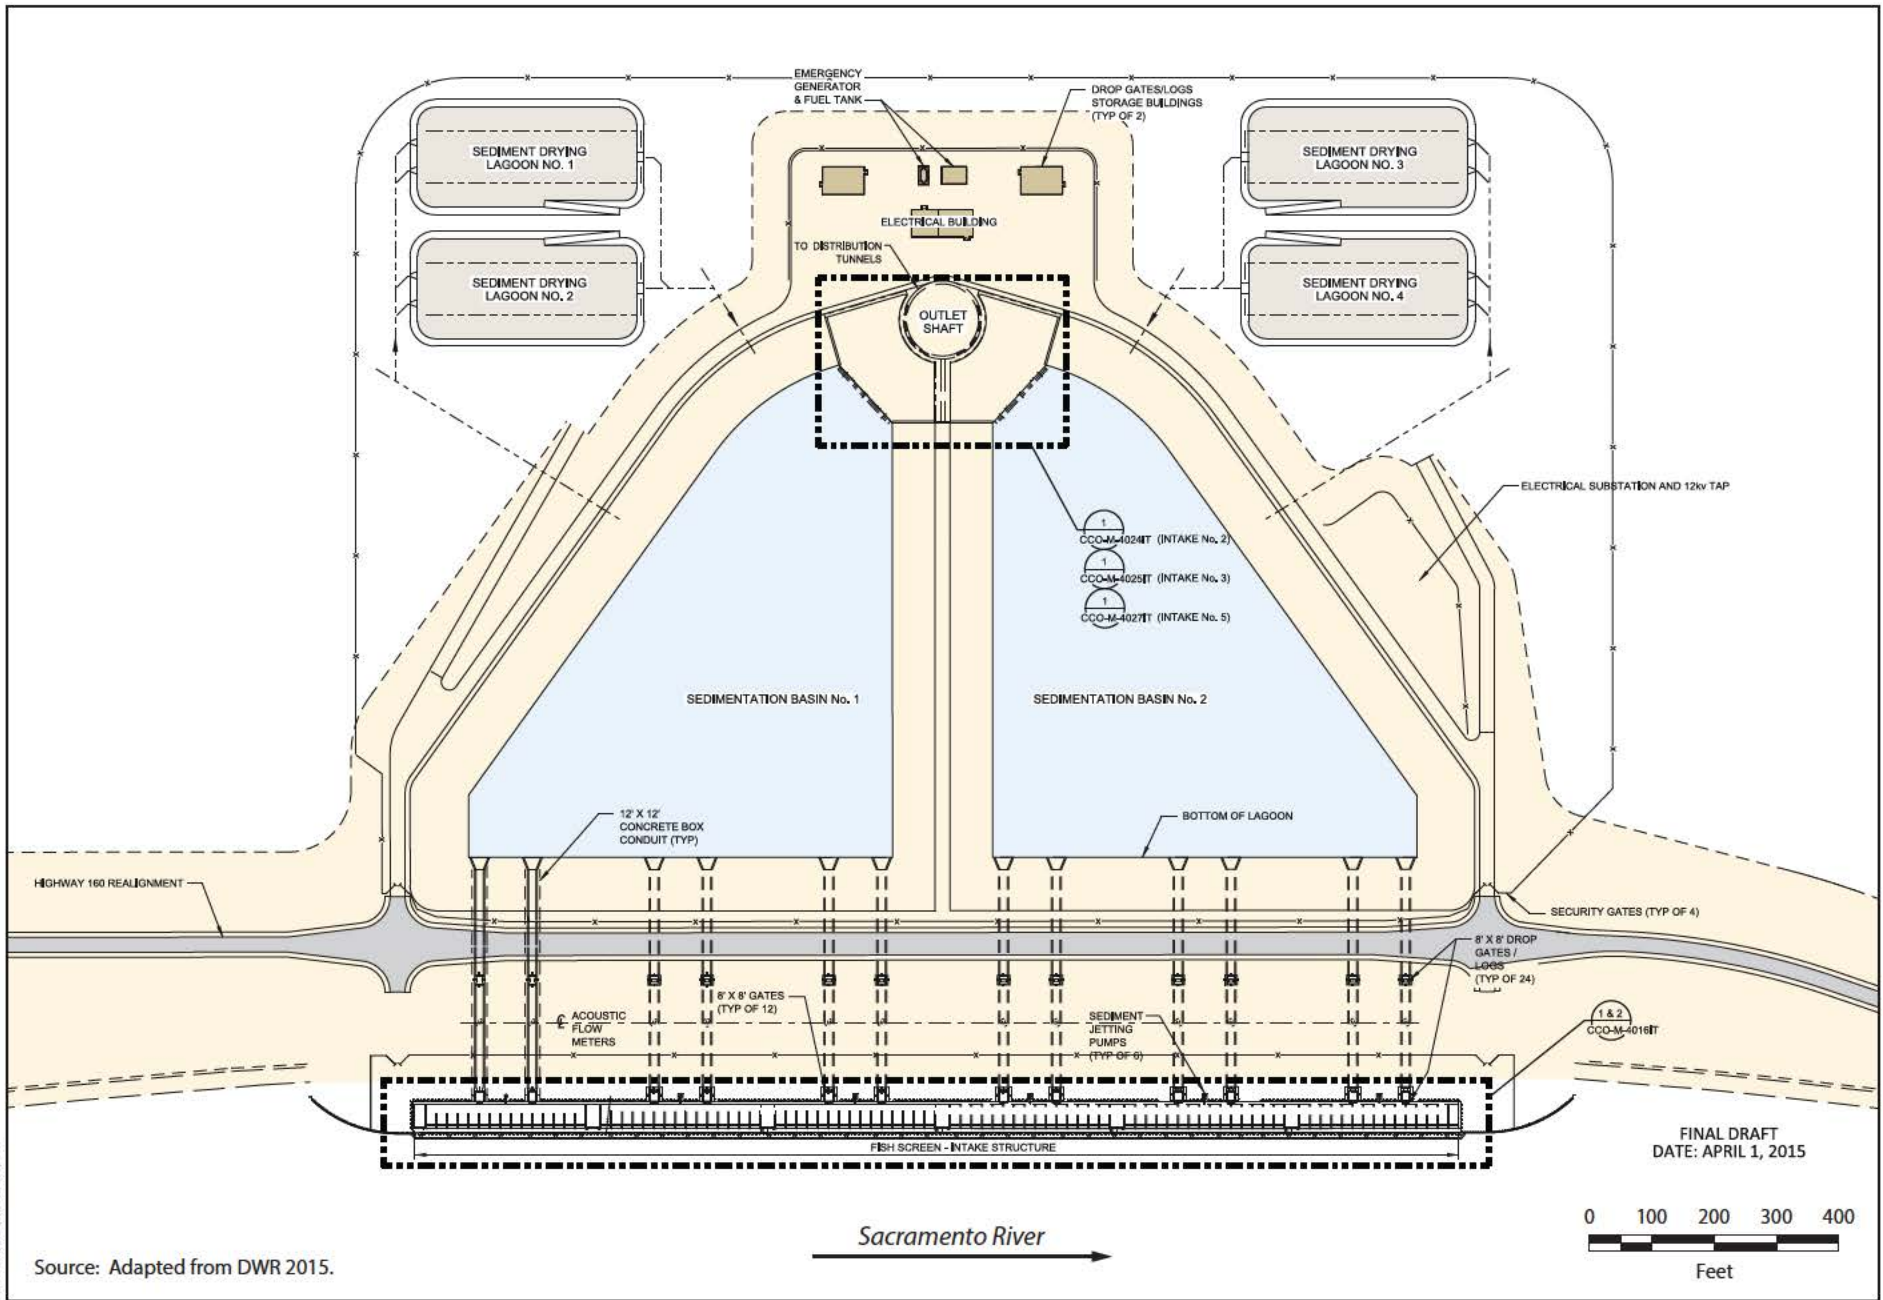 EMERGENCY
GENERATOR
& FUEL TANK
DROP GATES/LOGS
STORAGE BUILDINGS
(TYP OF 2)
SEDIMENT DRYING
LAGOON NO. 1
SEDIMENT DRYING
LAGOON NO. 3
ELECTRICAL BUILDING
TO DISTRIBUTION
TUNNELS
SEDIMENT DRYING
LAGOON NO. 2
SEDIMENT DRYING
LAGOON NO. 4
OUTLET
SHAFT
ELECTRICAL SUBSTATION AND 12kv TAP
1
CCO-M-4024IT (INTAKE No. 2)
1
CCO-M-4025IT (INTAKE No. 3)
1
CCO-M-4027IT (INTAKE No. 5)
SEDIMENTATION BASIN No. 1
SEDIMENTATION BASIN No. 2
12' X 12'
CONCRETE BOX
CONDUIT (TYP)
BOTTOM OF LAGOON
HIGHWAY 160 REALIGNMENT
SECURITY GATES (TYP OF 4)
8' X 8' DROP
GATES /
LOGS
(TYP OF 24)
8' X 8' GATES
(TYP OF 12)
℄ ACOUSTIC
FLOW
METERS
SEDIMENT
JETTING
PUMPS
(TYP OF 6)
1 & 2
CCO-M-4016IT
FISH SCREEN - INTAKE STRUCTURE
FINAL DRAFT
DATE: APRIL 1, 2015
Sacramento River
0 100 200 300 400
Feet
Source: Adapted from DWR 2015.